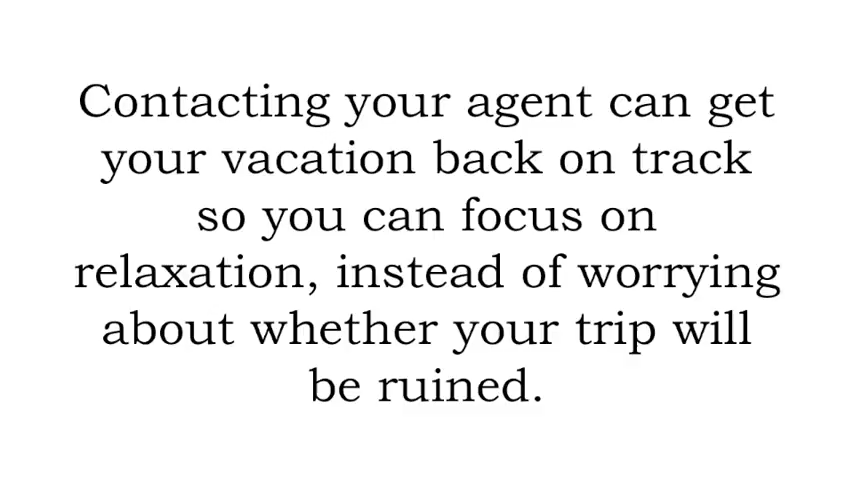 Contacting your agent can get
your vacation back on track
so you can focus on
relaxation, instead of worrying
about whether your trip will
be ruined.